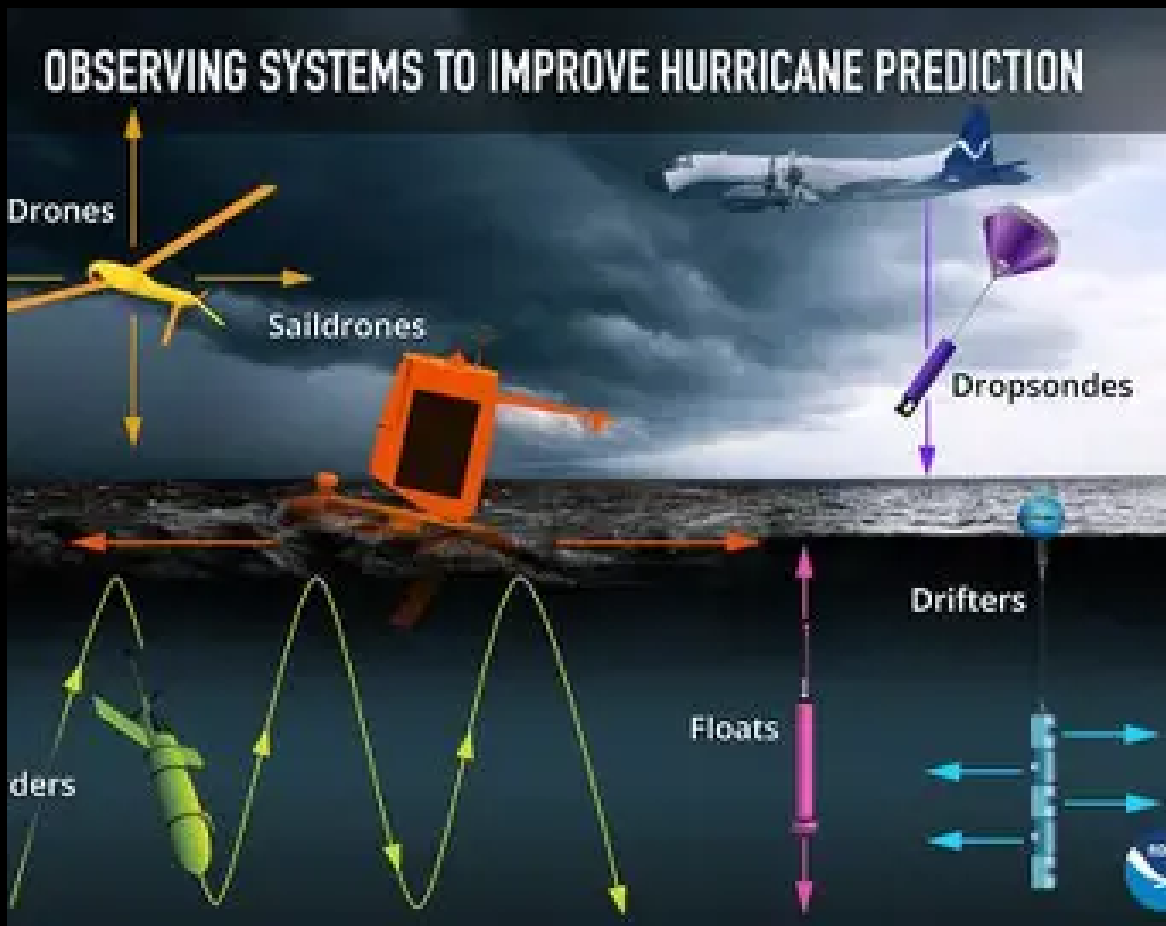 OBSERVING SYSTEMS TO IMPROVE HURRICANE PREDICTION
Drones
Saildrones
Dropsondes
Drifters
Floats
ders